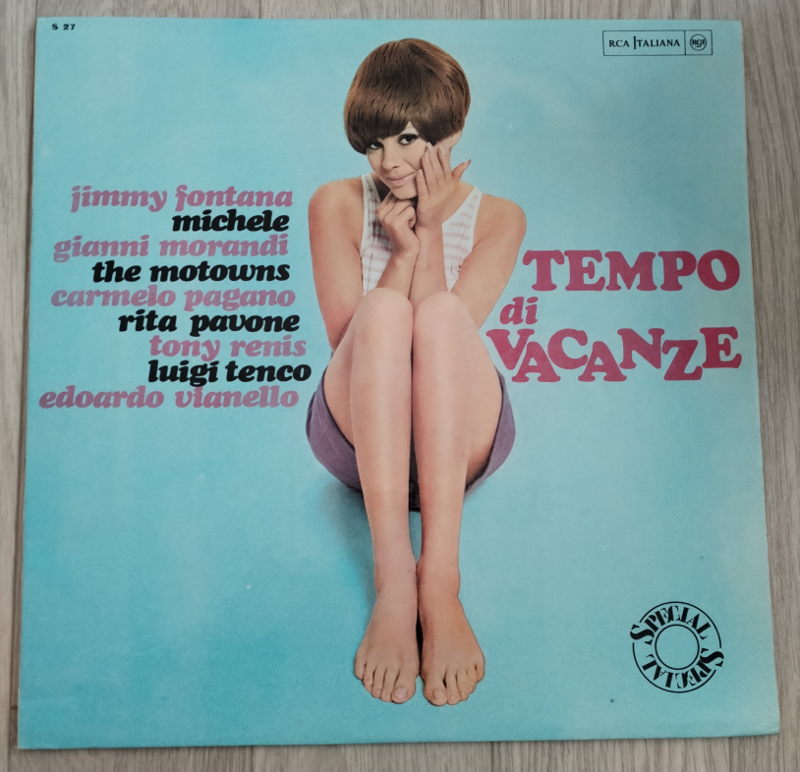 S 27
RCA ITALIANA RCA
jimmy fontana
michele
gianni morandi
the motowns
carmelo pagano
rita pavone
tony renis
luigi tenco
edoardo vianello
TEMPO
di
VACANZE
SPECIAL SPECIAL